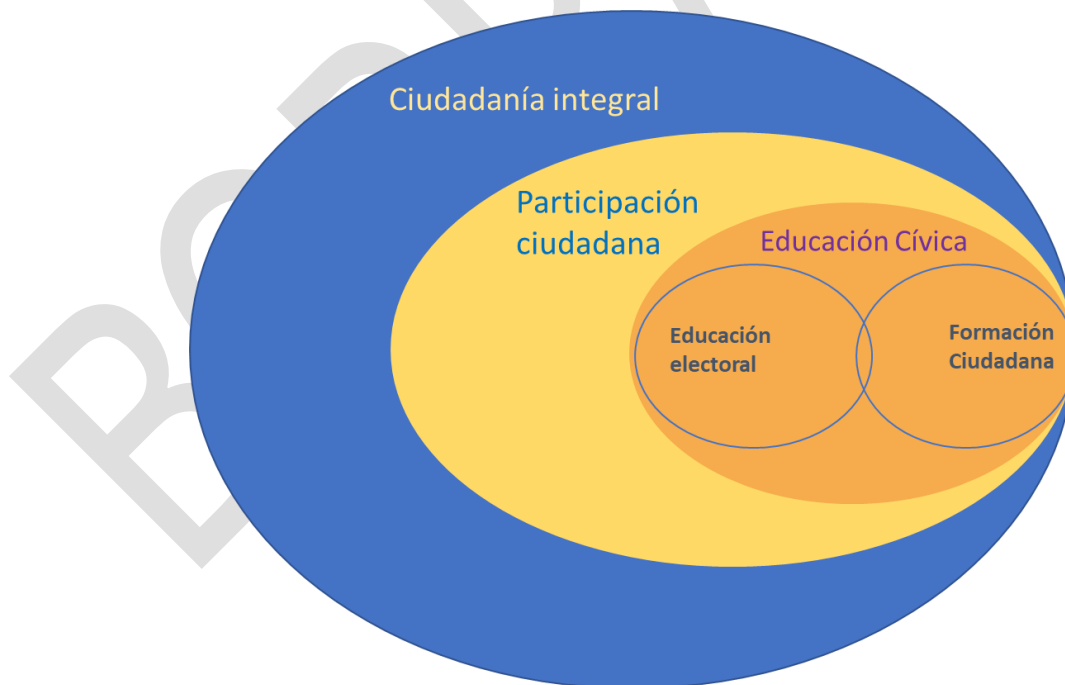 Ciudadanía integral
Participación
ciudadana
Educación Cívica
Educación
electoral
Formación
Ciudadana